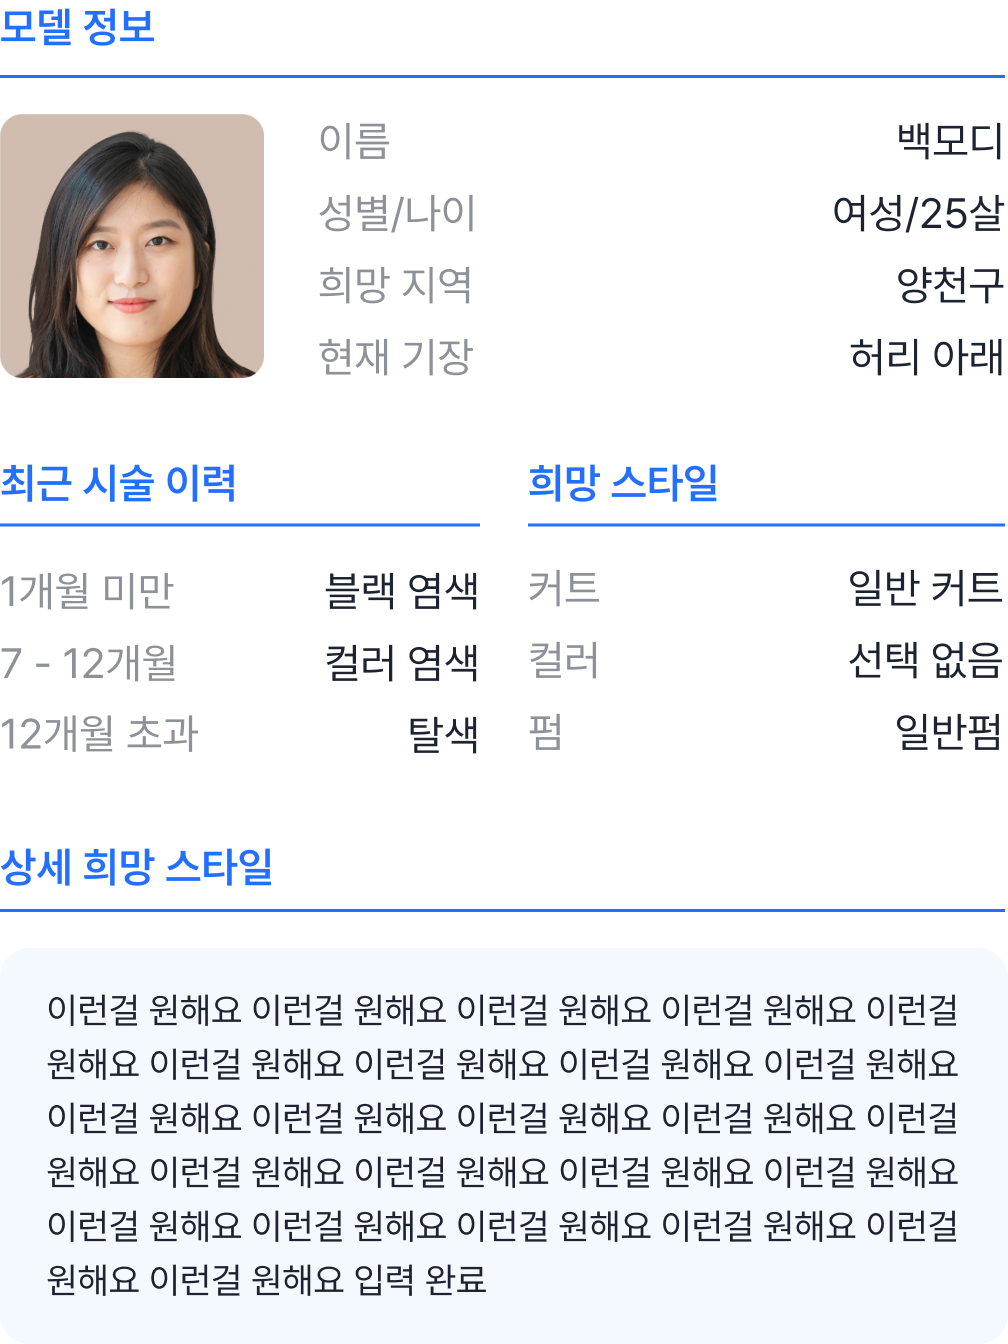 모델 정보
이름 백모디
성별/나이 여성/25살
희망 지역 양천구
현재 기장 허리 아래
최근 시술 이력
1개월 미만 블랙 염색
7 - 12개월 컬러 염색
12개월 초과 탈색
희망 스타일
커트 일반 커트
컬러 선택 없음
펌 일반펌
상세 희망 스타일
이런걸 원해요 이런걸 원해요 이런걸 원해요 이런걸 원해요 이런걸
원해요 이런걸 원해요 이런걸 원해요 이런걸 원해요 이런걸 원해요
이런걸 원해요 이런걸 원해요 이런걸 원해요 이런걸 원해요 이런걸
원해요 이런걸 원해요 이런걸 원해요 이런걸 원해요 이런걸 원해요
이런걸 원해요 이런걸 원해요 이런걸 원해요 이런걸 원해요 이런걸
원해요 이런걸 원해요 입력 완료